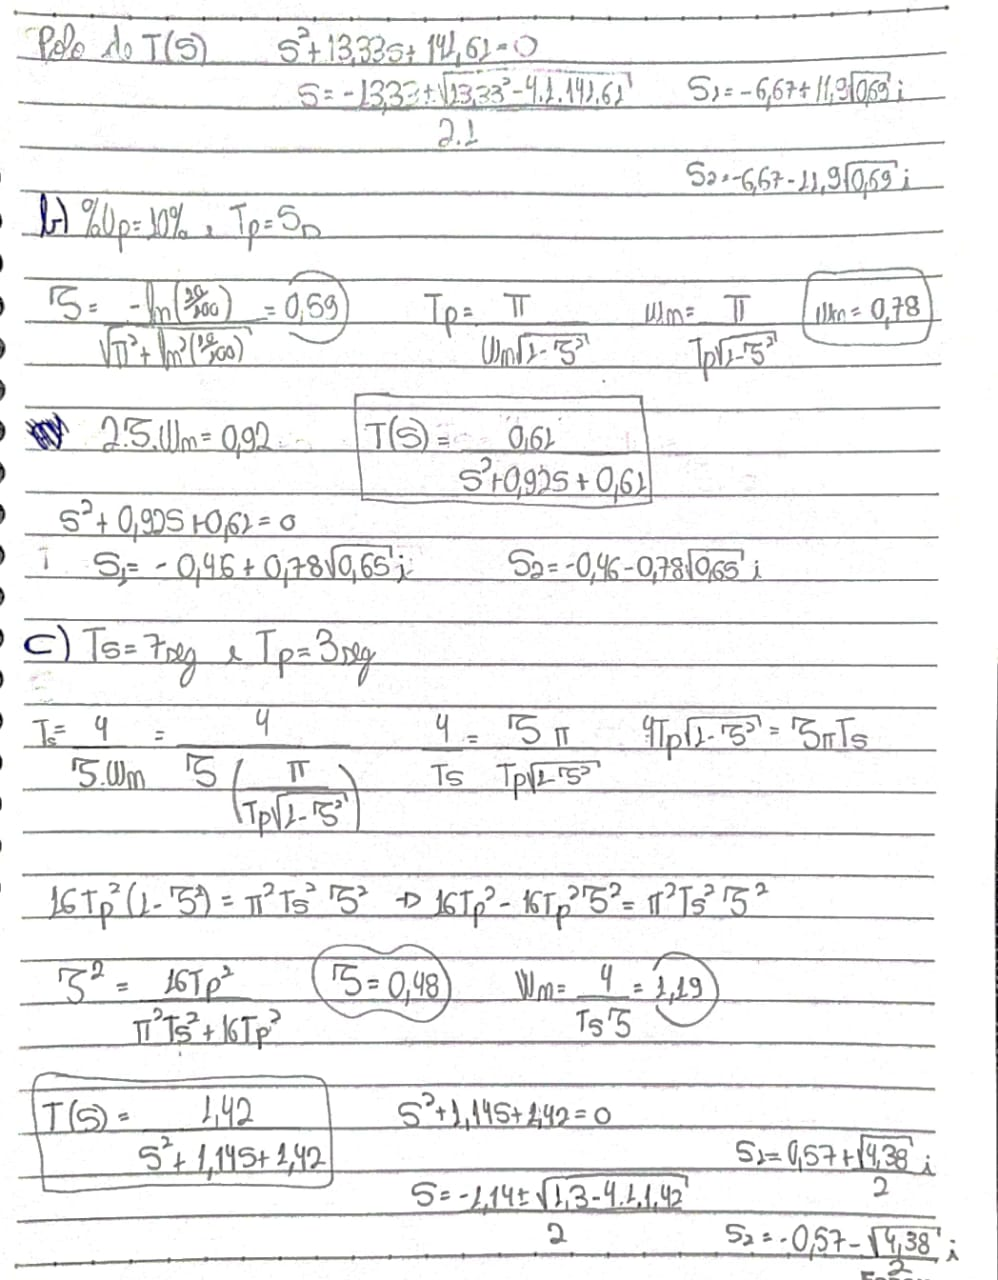 Polo do T(S) S²+13,33s+141,61=0
S=-13,33±√13,33²-4.1.141.61 / 2.1 S1=-6,67+11,9√0,69 i
S2=-6,67-11,9√0,69 i
b) %Up=10% e Tp=5s
ζ= -ln(10/100) / √π²+ln²(10/100) = 0,59 Tp= π / Wn√1-ζ² Wn= π / Tp√1-ζ² Wn=0,78
2.ζ.Wn=0,92 T(S)= 0,61 / S²+0,92S+0,61
S²+0,92S+0,61=0
S1=-0,46+0,78√0,65 i S2=-0,46-0,78√0,65 i
C) Ts=7seg e Tp=3seg
Ts= 4 / ζ.Wn = 4 / ζ(π / Tp√1-ζ²) 4 / Ts = ζπ / Tp√1-ζ² 4Tp√1-ζ²=ζπTs
16Tp²(1-ζ²)=π²Ts²ζ² → 16Tp²-16Tp²ζ²=π²Ts²ζ²
ζ²= 16Tp² / π²Ts²+16Tp² ζ=0,48 Wn= 4 / Tsζ =1,19
T(S)= 1,42 / S²+1,14S+1,42 S²+1,14S+1,42=0
S1=0,57+√4,38 i / 2
S=-1,14±√1,3-4.1.1,42 / 2
S2=-0,57-√4,38 i / 2